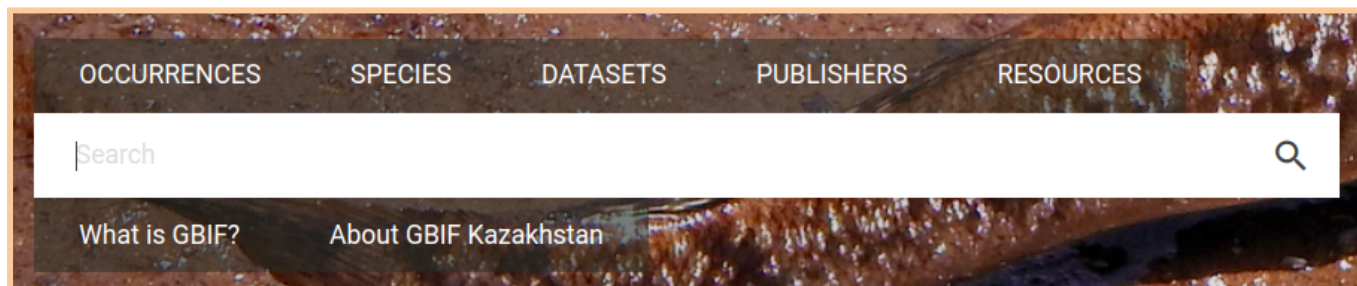 OCCURRENCES SPECIES DATASETS PUBLISHERS RESOURCES
Search
What is GBIF? About GBIF Kazakhstan